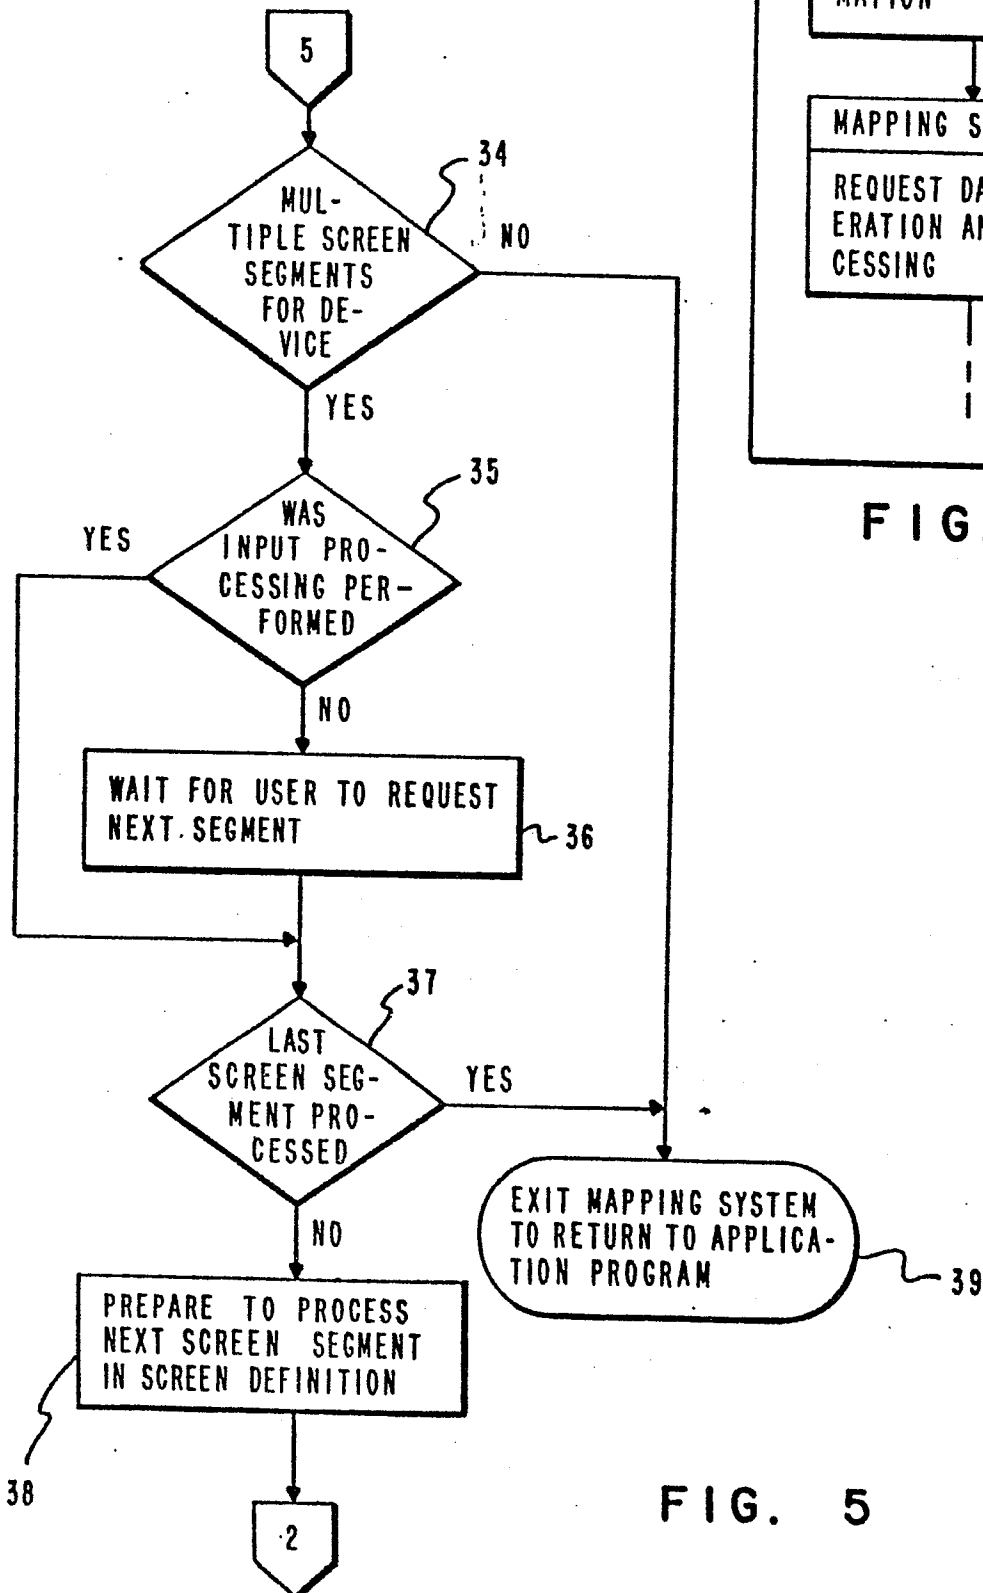 5
34
MUL-
TIPLE SCREEN
SEGMENTS
FOR DE-
VICE
NO
YES
35
WAS
INPUT PRO-
CESSING PER-
FORMED
YES
NO
WAIT FOR USER TO REQUEST
NEXT SEGMENT
36
37
LAST
SCREEN SEG-
MENT PRO-
CESSED
YES
NO
EXIT MAPPING SYSTEM
TO RETURN TO APPLICA-
TION PROGRAM
39
PREPARE TO PROCESS
NEXT SCREEN SEGMENT
IN SCREEN DEFINITION
38
2
FIG. 5
MATION
MAPPING S
REQUEST DA
ERATION AN
CESSING
FIG.